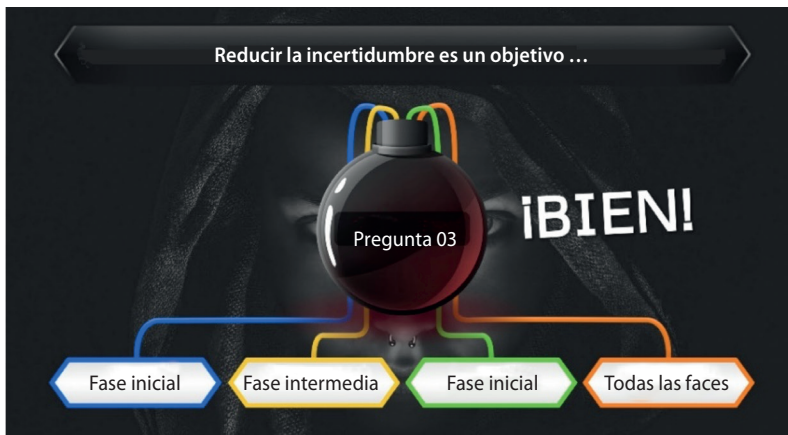 Reducir la incertidumbre es un objetivo …
¡BIEN!
Pregunta 03
Fase inicial
Fase intermedia
Fase inicial
Todas las faces